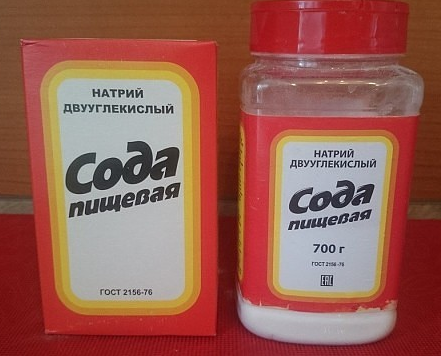 НАТРИЙ
ДВУУГЛЕКИСЛЫЙ
Сода
пищевая
ГОСТ 2156-76
НАТРИЙ
ДВУУГЛЕКИСЛЫЙ
Сода
пищевая
700 г
ГОСТ 2156-76
EAC